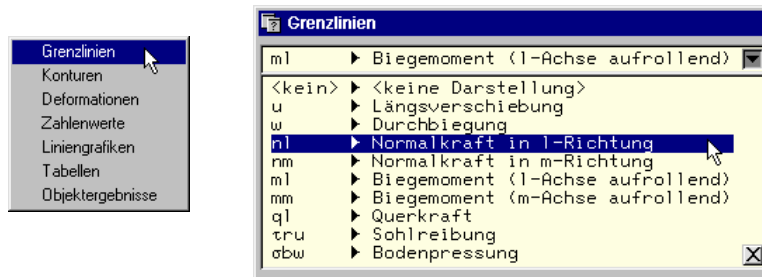 Grenzlinien
Konturen
Deformationen
Zahlenwerte
Liniengrafiken
Tabellen
Objektergebnisse
Grenzlinien
ml Biegemoment (l-Achse aufrollend)
<kein> <keine Darstellung>
u Längsverschiebung
w Durchbiegung
nl Normalkraft in l-Richtung
nm Normalkraft in m-Richtung
ml Biegemoment (l-Achse aufrollend)
mm Biegemoment (m-Achse aufrollend)
ql Querkraft
τru Sohlreibung
σbw Bodenpressung